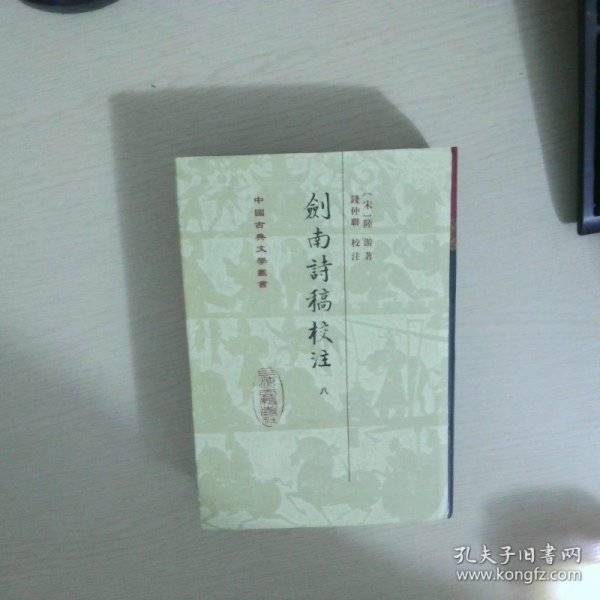 [宋]陸游著
錢仲聯 校注
劍南詩稿校注 八
中國古典文學叢書
孔夫子旧書网
www.kongfz.com